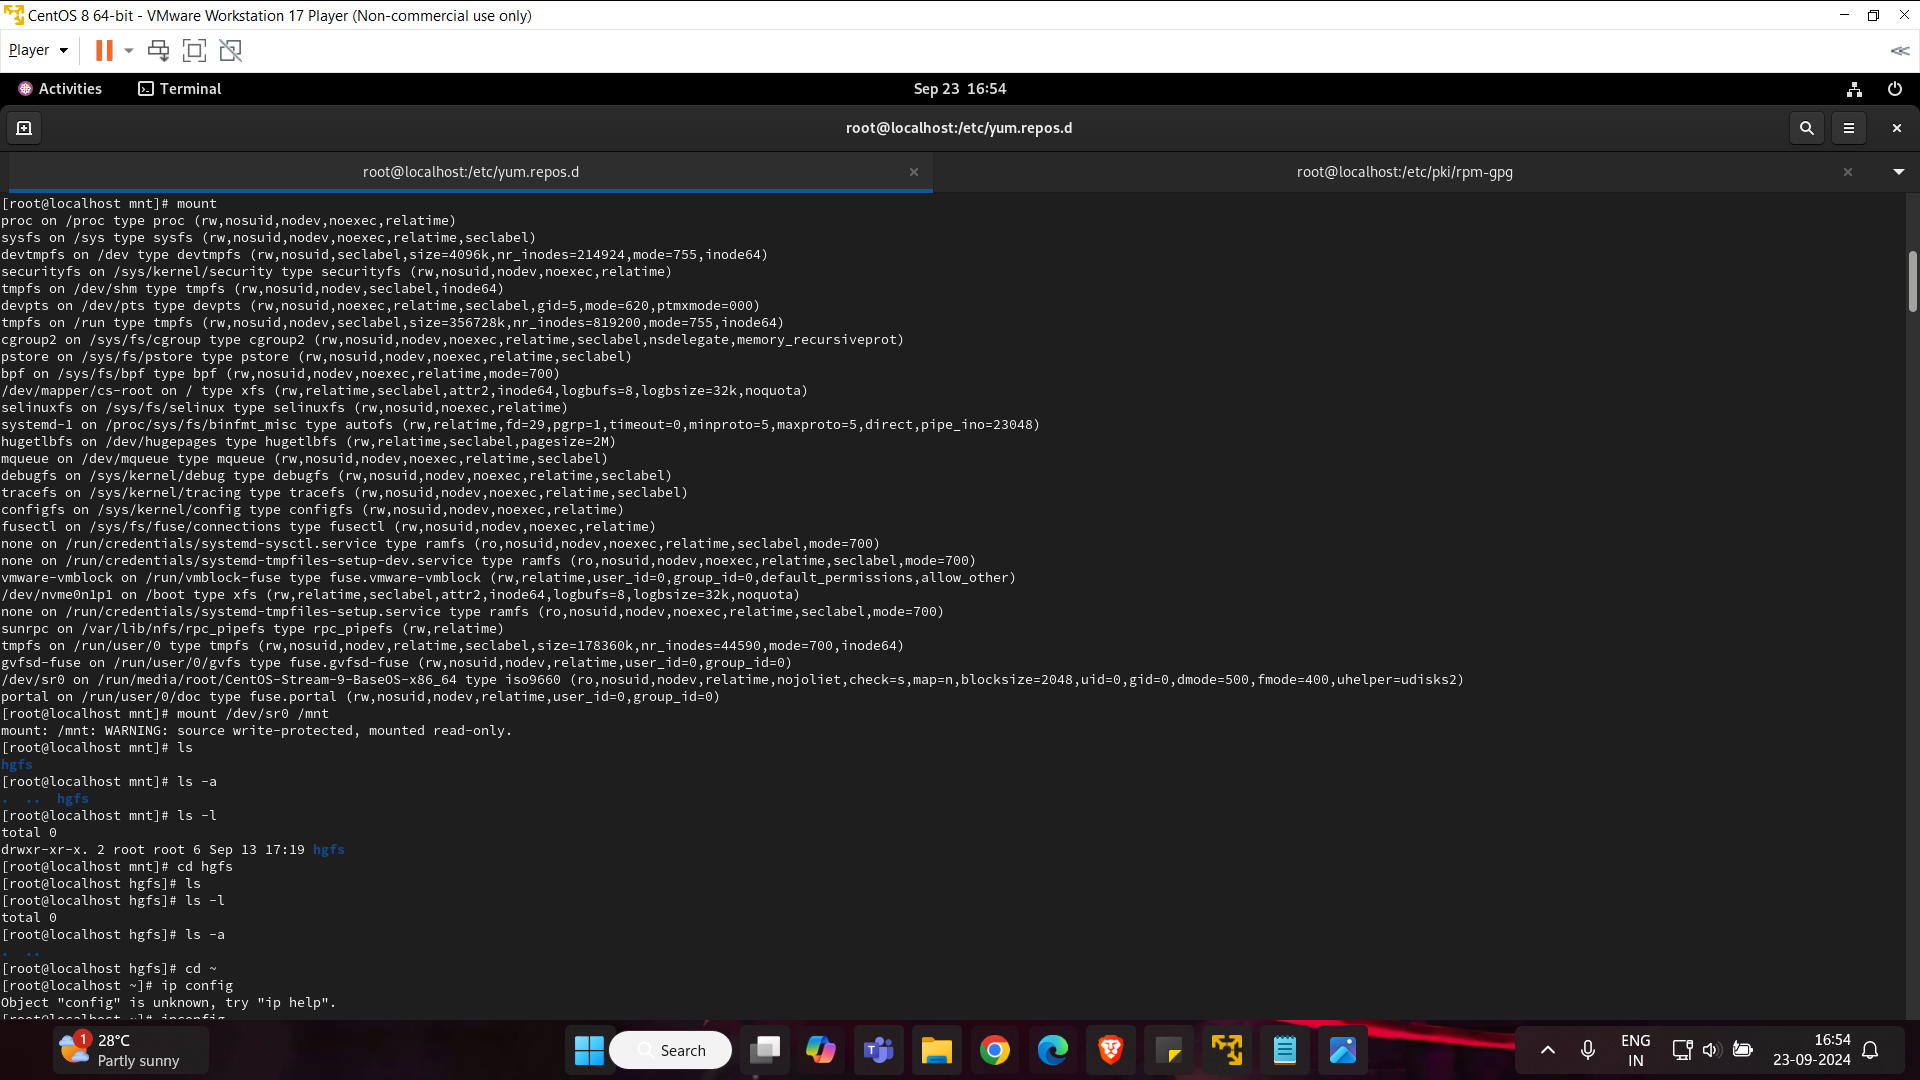 CentOS 8 64-bit - VMware Workstation 17 Player (Non-commercial use only)
Player
Activities
Terminal
Sep 23 16:54
root@localhost:/etc/yum.repos.d
root@localhost:/etc/yum.repos.d
root@localhost:/etc/pki/rpm-gpg
[root@localhost mnt]# mount
proc on /proc type proc (rw,nosuid,nodev,noexec,relatime)
sysfs on /sys type sysfs (rw,nosuid,nodev,noexec,relatime,seclabel)
devtmpfs on /dev type devtmpfs (rw,nosuid,seclabel,size=4096k,nr_inodes=214924,mode=755,inode64)
securityfs on /sys/kernel/security type securityfs (rw,nosuid,nodev,noexec,relatime)
tmpfs on /dev/shm type tmpfs (rw,nosuid,nodev,seclabel,inode64)
devpts on /dev/pts type devpts (rw,nosuid,noexec,relatime,seclabel,gid=5,mode=620,ptmxmode=000)
tmpfs on /run type tmpfs (rw,nosuid,nodev,seclabel,size=356728k,nr_inodes=819200,mode=755,inode64)
cgroup2 on /sys/fs/cgroup type cgroup2 (rw,nosuid,nodev,noexec,relatime,seclabel,nsdelegate,memory_recursiveprot)
pstore on /sys/fs/pstore type pstore (rw,nosuid,nodev,noexec,relatime,seclabel)
bpf on /sys/fs/bpf type bpf (rw,nosuid,nodev,noexec,relatime,mode=700)
/dev/mapper/cs-root on / type xfs (rw,relatime,seclabel,attr2,inode64,logbufs=8,logbsize=32k,noquota)
selinuxfs on /sys/fs/selinux type selinuxfs (rw,nosuid,noexec,relatime)
systemd-1 on /proc/sys/fs/binfmt_misc type autofs (rw,relatime,fd=29,pgrp=1,timeout=0,minproto=5,maxproto=5,direct,pipe_ino=23048)
hugetlbfs on /dev/hugepages type hugetlbfs (rw,relatime,seclabel,pagesize=2M)
mqueue on /dev/mqueue type mqueue (rw,nosuid,nodev,noexec,relatime,seclabel)
debugfs on /sys/kernel/debug type debugfs (rw,nosuid,nodev,noexec,relatime,seclabel)
tracefs on /sys/kernel/tracing type tracefs (rw,nosuid,nodev,noexec,relatime,seclabel)
configfs on /sys/kernel/config type configfs (rw,nosuid,nodev,noexec,relatime)
fusectl on /sys/fs/fuse/connections type fusectl (rw,nosuid,nodev,noexec,relatime)
none on /run/credentials/systemd-sysctl.service type ramfs (ro,nosuid,nodev,noexec,relatime,seclabel,mode=700)
none on /run/credentials/systemd-tmpfiles-setup-dev.service type ramfs (ro,nosuid,nodev,noexec,relatime,seclabel,mode=700)
vmware-vmblock on /run/vmblock-fuse type fuse.vmware-vmblock (rw,relatime,user_id=0,group_id=0,default_permissions,allow_other)
/dev/nvme0n1p1 on /boot type xfs (rw,relatime,seclabel,attr2,inode64,logbufs=8,logbsize=32k,noquota)
none on /run/credentials/systemd-tmpfiles-setup.service type ramfs (ro,nosuid,nodev,noexec,relatime,seclabel,mode=700)
sunrpc on /var/lib/nfs/rpc_pipefs type rpc_pipefs (rw,relatime)
tmpfs on /run/user/0 type tmpfs (rw,nosuid,nodev,relatime,seclabel,size=178360k,nr_inodes=44590,mode=700,inode64)
gvfsd-fuse on /run/user/0/gvfs type fuse.gvfsd-fuse (rw,nosuid,nodev,relatime,user_id=0,group_id=0)
/dev/sr0 on /run/media/root/CentOS-Stream-9-BaseOS-x86_64 type iso9660 (ro,nosuid,nodev,relatime,nojoliet,check=s,map=n,blocksize=2048,uid=0,gid=0,dmode=500,fmode=400,uhelper=udisks2)
portal on /run/user/0/doc type fuse.portal (rw,nosuid,nodev,relatime,user_id=0,group_id=0)
[root@localhost mnt]# mount /dev/sr0 /mnt
mount: /mnt: WARNING: source write-protected, mounted read-only.
[root@localhost mnt]# ls
hgfs
[root@localhost mnt]# ls -a
. .. hgfs
[root@localhost mnt]# ls -l
total 0
drwxr-xr-x. 2 root root 6 Sep 13 17:19 hgfs
[root@localhost mnt]# cd hgfs
[root@localhost hgfs]# ls
[root@localhost hgfs]# ls -l
total 0
[root@localhost hgfs]# ls -a
. ..
[root@localhost hgfs]# cd ~
[root@localhost ~]# ip config
Object "config" is unknown, try "ip help".
1
28°C
Partly sunny
Search
ENG
IN
16:54
23-09-2024